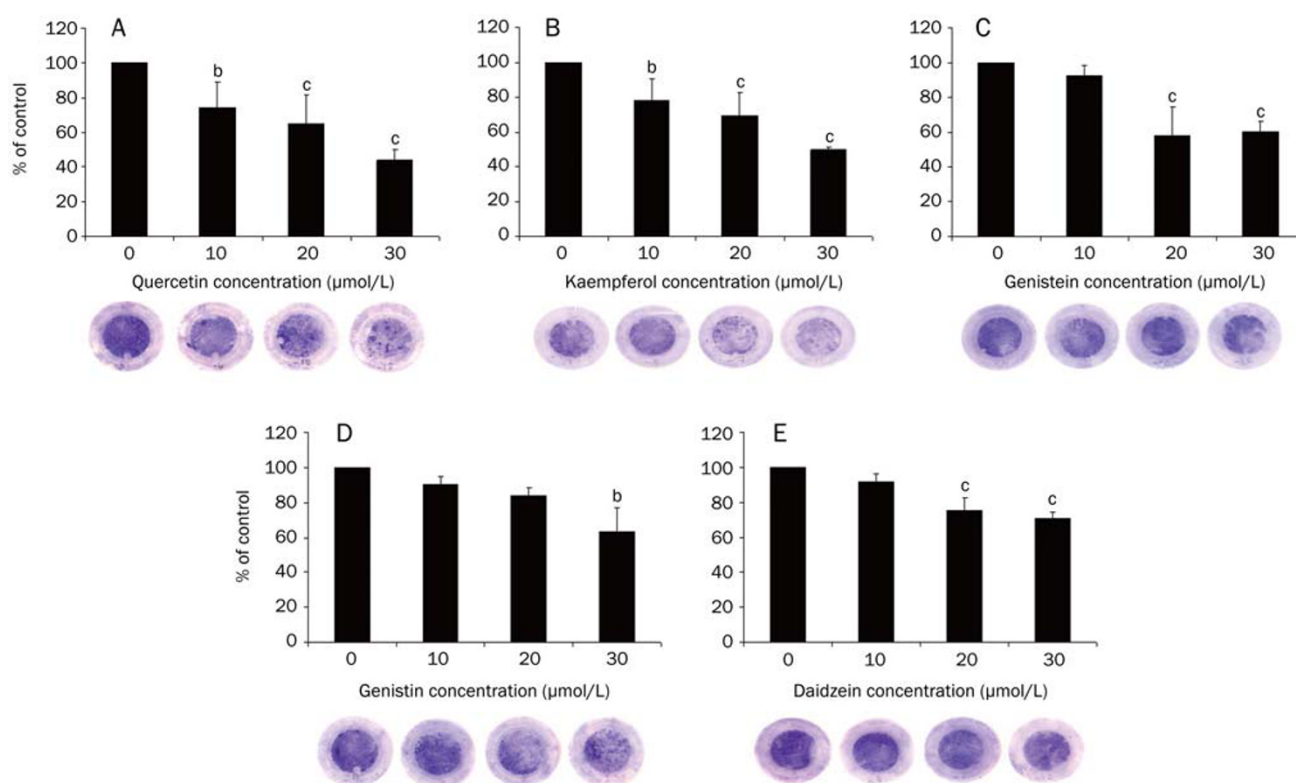 A
120
100
80
60
40
20
0
% of control
b
c
c
0 10 20 30
Quercetin concentration (µmol/L)
B
120
100
80
60
40
20
0
b
c
c
0 10 20 30
Kaempferol concentration (µmol/L)
C
120
100
80
60
40
20
0
c
c
0 10 20 30
Genistein concentration (µmol/L)
D
120
100
80
60
40
20
0
% of control
b
0 10 20 30
Genistin concentration (µmol/L)
E
120
100
80
60
40
20
0
c
c
0 10 20 30
Daidzein concentration (µmol/L)